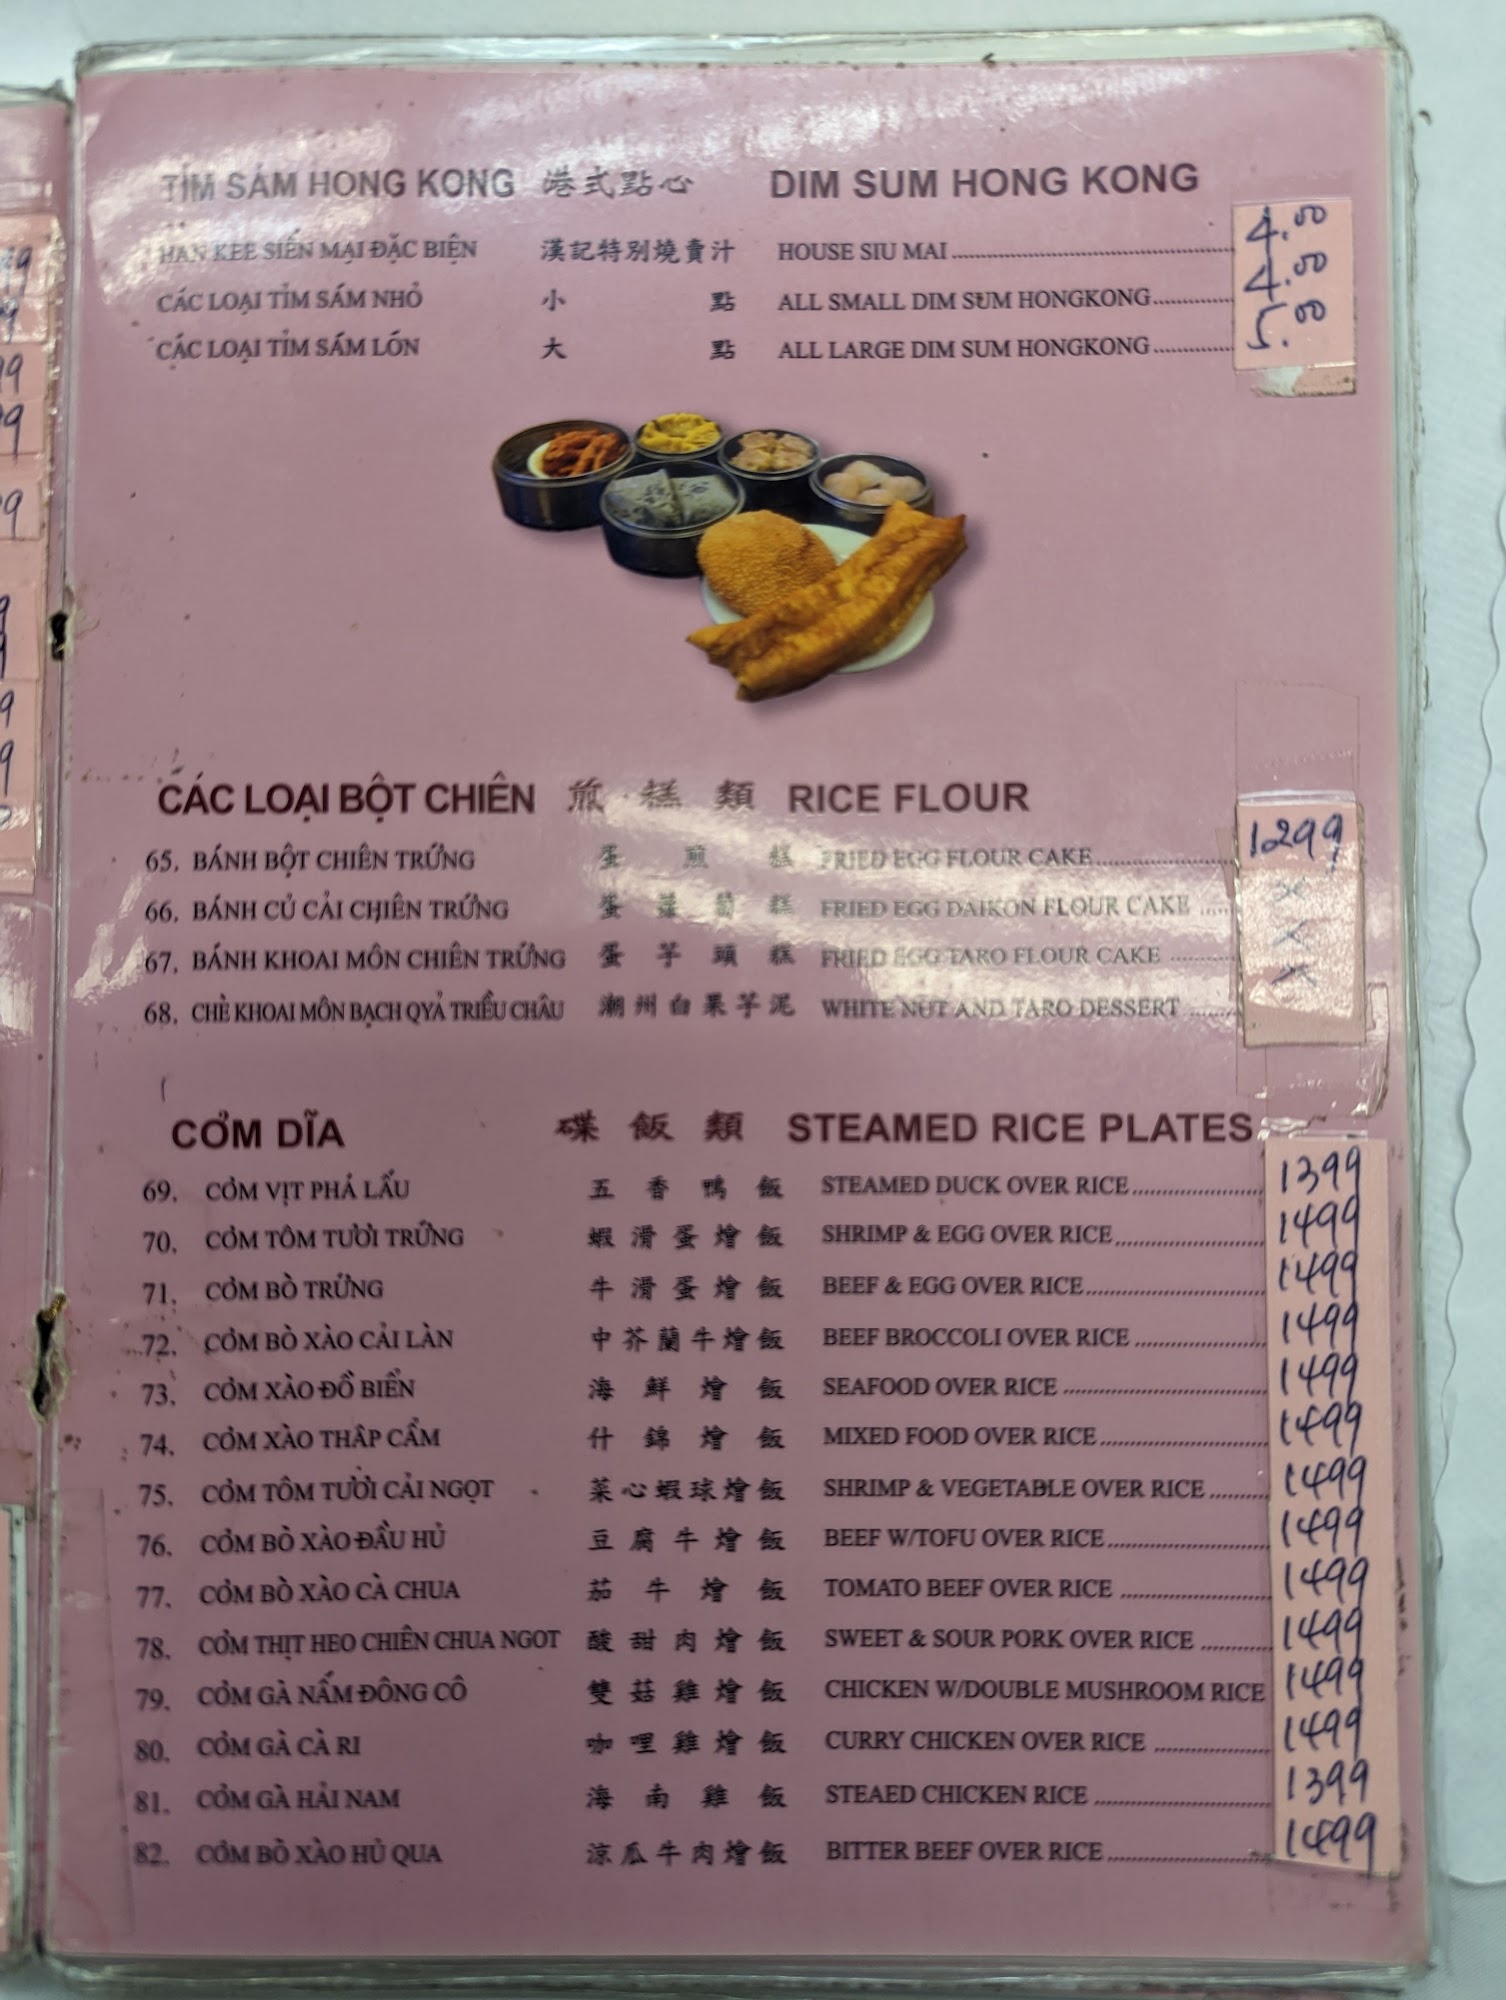 TỈM SÁM HONG KONG 港式點心 DIM SUM HONG KONG
HAN KEE SIẾN MẠI ĐẶC BIỆN 漢記特別燒賣汁 HOUSE SIU MAI 4.00
CÁC LOẠI TỈM SÁM NHỎ 小 點 ALL SMALL DIM SUM HONGKONG 4.00
CÁC LOẠI TỈM SÁM LỚN 大 點 ALL LARGE DIM SUM HONGKONG 5.00
CÁC LOẠI BỘT CHIÊN 煎 糕 類 RICE FLOUR
65. BÁNH BỘT CHIÊN TRỨNG 蛋 煎 糕 FRIED EGG FLOUR CAKE 1299
66. BÁNH CỦ CẢI CHIÊN TRỨNG 蛋 蘿 蔔 糕 FRIED EGG DAIKON FLOUR CAKE X
67. BÁNH KHOAI MÔN CHIÊN TRỨNG 蛋 芋 頭 糕 FRIED EGG TARO FLOUR CAKE X
68. CHÈ KHOAI MÔN BẠCH QYẢ TRIỀU CHÂU 潮州白果芋泥 WHITE NUT AND TARO DESSERT X
CƠM DĨA 碟 飯 類 STEAMED RICE PLATES
69. CƠM VỊT PHÁ LẤU 五 香 鴨 飯 STEAMED DUCK OVER RICE 1399
70. CƠM TÔM TƯƠI TRỨNG 蝦滑蛋燴飯 SHRIMP & EGG OVER RICE 1499
71. CƠM BÒ TRỨNG 牛滑蛋燴飯 BEEF & EGG OVER RICE 1499
72. CƠM BÒ XÀO CẢI LÀN 中芥蘭牛燴飯 BEEF BROCCOLI OVER RICE 1499
73. CƠM XÀO ĐỒ BIỂN 海 鮮 燴 飯 SEAFOOD OVER RICE 1499
74. CƠM XÀO THẬP CẨM 什 錦 燴 飯 MIXED FOOD OVER RICE 1499
75. CƠM TÔM TƯƠI CẢI NGỌT 菜心蝦球燴飯 SHRIMP & VEGETABLE OVER RICE 1499
76. CƠM BÒ XÀO ĐẦU HỦ 豆腐牛燴飯 BEEF W/TOFU OVER RICE 1499
77. CƠM BÒ XÀO CÀ CHUA 茄 牛 燴 飯 TOMATO BEEF OVER RICE 1499
78. CƠM THỊT HEO CHIÊN CHUA NGỌT 酸甜肉燴飯 SWEET & SOUR PORK OVER RICE 1499
79. CƠM GÀ NẤM ĐÔNG CÔ 雙菇雞燴飯 CHICKEN W/DOUBLE MUSHROOM RICE 1499
80. CƠM GÀ CÀ RI 咖哩雞燴飯 CURRY CHICKEN OVER RICE 1499
81. CƠM GÀ HẢI NAM 海 南 雞 飯 STEAED CHICKEN RICE 1399
82. CƠM BÒ XÀO HỦ QUA 涼瓜牛肉燴飯 BITTER BEEF OVER RICE 1499